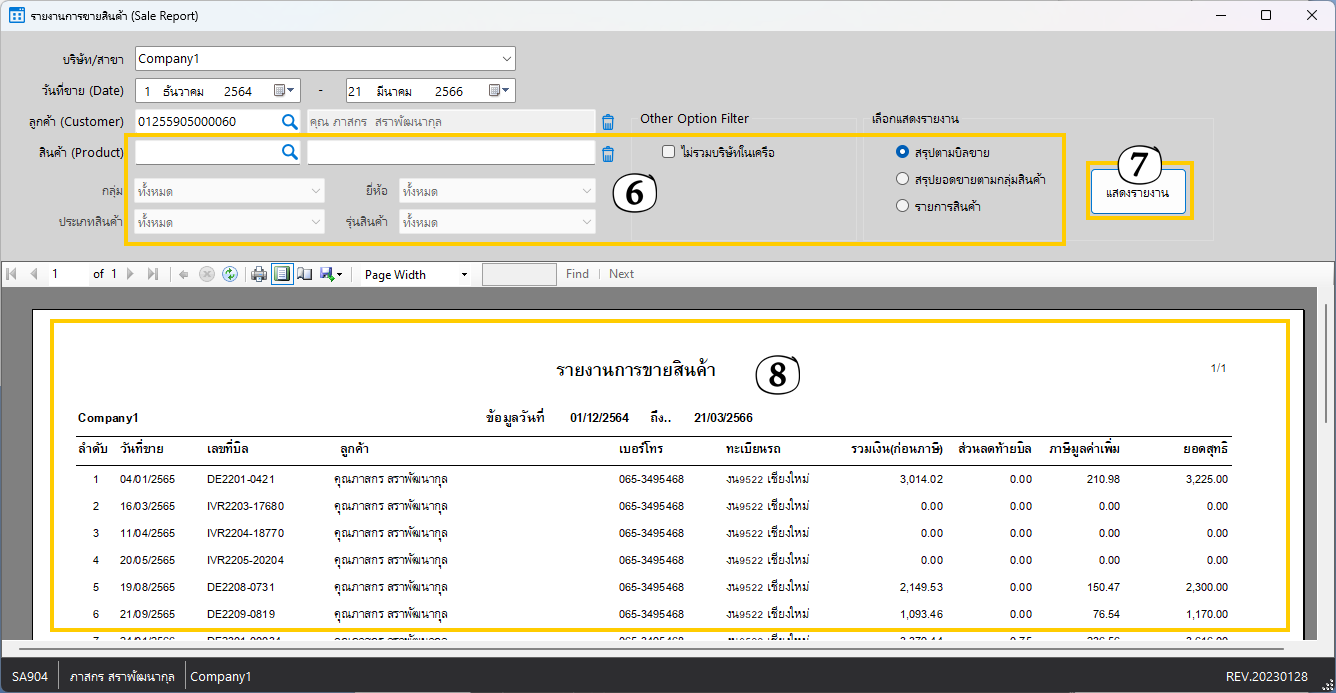 รายงานการขายสินค้า (Sale Report)
บริษัท/สาขา Company1
วันที่ขาย (Date) 1 ธันวาคม 2564 - 21 มีนาคม 2566
ลูกค้า (Customer) 01255905000060 คุณ ภาสกร สราพัฒนากุล Other Option Filter เลือกแสดงรายงาน
สินค้า (Product) ไม่รวมบริษัทในเครือ สรุปตามบิลขาย 7
กลุ่ม ทั้งหมด ยี่ห้อ ทั้งหมด 6 สรุปยอดขายตามกลุ่มสินค้า แสดงรายงาน
ประเภทสินค้า ทั้งหมด รุ่นสินค้า ทั้งหมด รายการสินค้า
1 of 1 Page Width Find | Next
รายงานการขายสินค้า 8 1/1
Company1 ข้อมูลวันที่ 01/12/2564 ถึง.. 21/03/2566
ลำดับ วันที่ขาย เลขที่บิล ลูกค้า เบอร์โทร ทะเบียนรถ รวมเงิน(ก่อนภาษี) ส่วนลดท้ายบิล ภาษีมูลค่าเพิ่ม ยอดสุทธิ
1 04/01/2565 DE2201-0421 คุณภาสกร สราพัฒนากุล 065-3495468 งน9522 เชียงใหม่ 3,014.02 0.00 210.98 3,225.00
2 16/03/2565 IVR2203-17680 คุณภาสกร สราพัฒนากุล 065-3495468 งน9522 เชียงใหม่ 0.00 0.00 0.00 0.00
3 11/04/2565 IVR2204-18770 คุณภาสกร สราพัฒนากุล 065-3495468 งน9522 เชียงใหม่ 0.00 0.00 0.00 0.00
4 20/05/2565 IVR2205-20204 คุณภาสกร สราพัฒนากุล 065-3495468 งน9522 เชียงใหม่ 0.00 0.00 0.00 0.00
5 19/08/2565 DE2208-0731 คุณภาสกร สราพัฒนากุล 065-3495468 งน9522 เชียงใหม่ 2,149.53 0.00 150.47 2,300.00
6 21/09/2565 DE2209-0819 คุณภาสกร สราพัฒนากุล 065-3495468 งน9522 เชียงใหม่ 1,093.46 0.00 76.54 1,170.00
SA904 ภาสกร สราพัฒนากุล Company1 REV.20230128